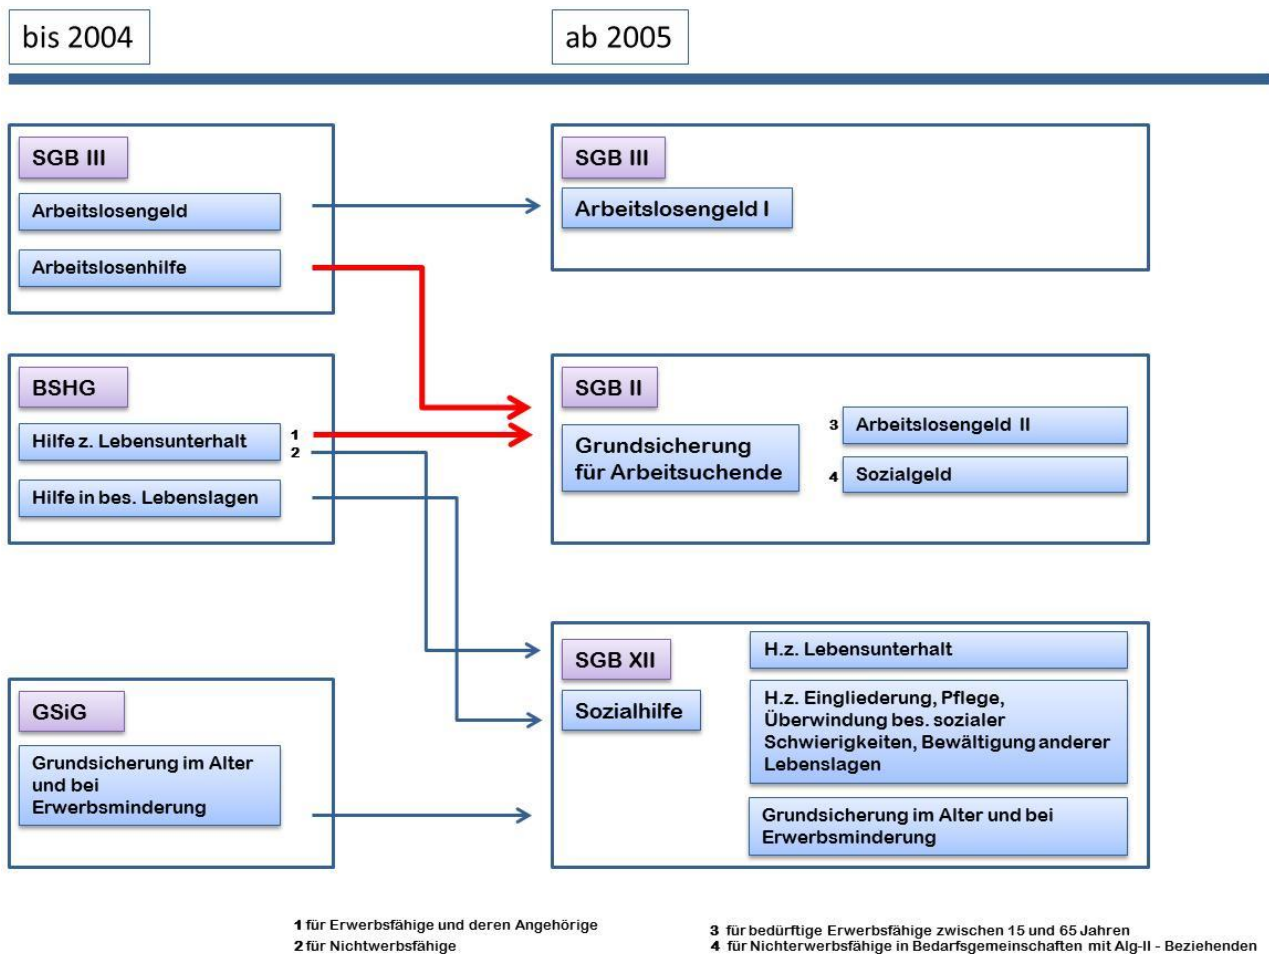 bis 2004
ab 2005
SGB III
Arbeitslosengeld
Arbeitslosenhilfe
SGB III
Arbeitslosengeld I
BSHG
Hilfe z. Lebensunterhalt
1
2
Hilfe in bes. Lebenslagen
SGB II
Grundsicherung
für Arbeitsuchende
3 Arbeitslosengeld II
4 Sozialgeld
GSiG
Grundsicherung im Alter
und bei
Erwerbsminderung
SGB XII
Sozialhilfe
H.z. Lebensunterhalt
H.z. Eingliederung, Pflege,
Überwindung bes. sozialer
Schwierigkeiten, Bewältigung anderer
Lebenslagen
Grundsicherung im Alter und bei
Erwerbsminderung
1 für Erwerbsfähige und deren Angehörige
2 für Nichtwerbsfähige
3 für bedürftige Erwerbsfähige zwischen 15 und 65 Jahren
4 für Nichterwerbsfähige in Bedarfsgemeinschaften mit Alg-II - Beziehenden